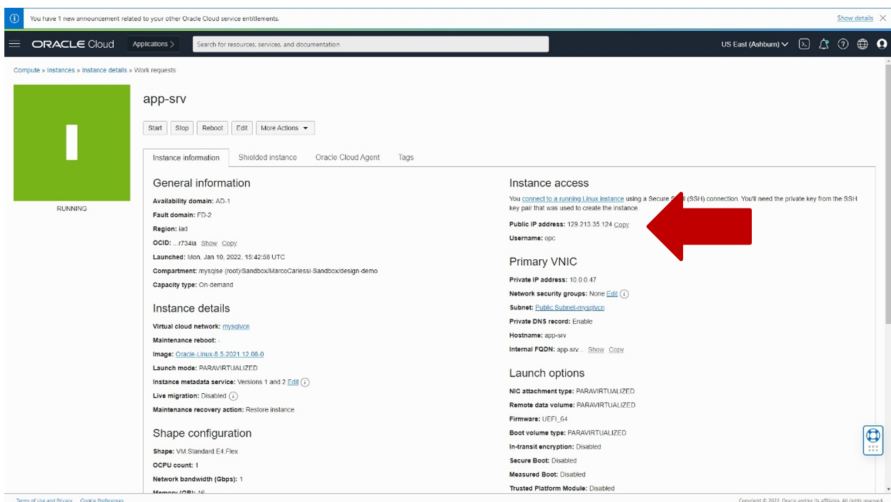 You have 1 new announcement related to your other Oracle Cloud service entitlements.
Show details
ORACLE Cloud
Applications
Search for resources, services, and documentation
US East (Ashburn)
Compute » Instances » Instance details » Work requests
app-srv
Start
Stop
Reboot
Edit
More Actions
RUNNING
Instance information
Shielded instance
Oracle Cloud Agent
Tags
General information
Availability domain: AD-1
Fault domain: FD-2
Region: iad
OCID: ...r734ia Show Copy
Launched: Mon, Jan 10, 2022, 15:42:58 UTC
Compartment: mysqlse (root)/Sandbox/MarcoCarlessi-Sandbox/design-demo
Capacity type: On-demand
Instance details
Virtual cloud network: mysqlvcn
Maintenance reboot: -
Image: Oracle-Linux-8.5-2021.12.08-0
Launch mode: PARAVIRTUALIZED
Instance metadata service: Versions 1 and 2 Edit
Live migration: Disabled
Maintenance recovery action: Restore instance
Shape configuration
Shape: VM.Standard.E4.Flex
OCPU count: 1
Network bandwidth (Gbps): 1
Memory (GB): 16
Instance access
You connect to a running Linux instance using a Secure (SSH) connection. You'll need the private key from the SSH
key pair that was used to create the instance.
Public IP address: 129.213.35.124 Copy
Username: opc
Primary VNIC
Private IP address: 10.0.0.47
Network security groups: None Edit
Subnet: Public Subnet-mysqlvcn
Private DNS record: Enable
Hostname: app-srv
Internal FQDN: app-srv... Show Copy
Launch options
NIC attachment type: PARAVIRTUALIZED
Remote data volume: PARAVIRTUALIZED
Firmware: UEFI_64
Boot volume type: PARAVIRTUALIZED
In-transit encryption: Disabled
Secure Boot: Disabled
Measured Boot: Disabled
Trusted Platform Module: Disabled
Terms of Use and Privacy
Cookie Preferences
Copyright © 2022, Oracle and/or its affiliates. All rights reserved.